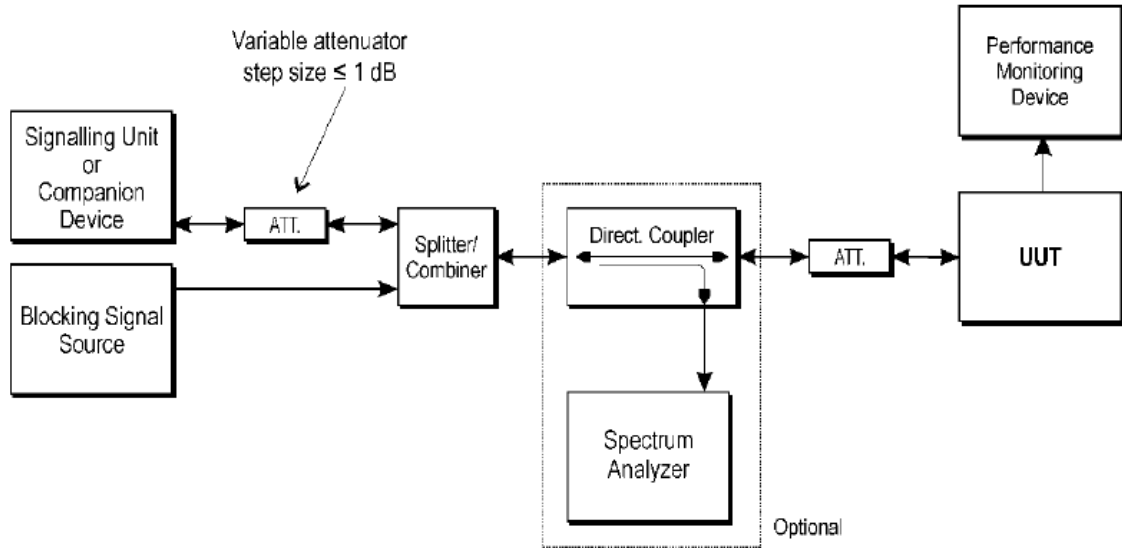 Variable attenuator
step size ≤ 1 dB
Performance
Monitoring
Device
Signalling Unit
or
Companion
Device
ATT.
Splitter/
Combiner
Direct. Coupler
ATT.
UUT
Blocking Signal
Source
Spectrum
Analyzer
Optional